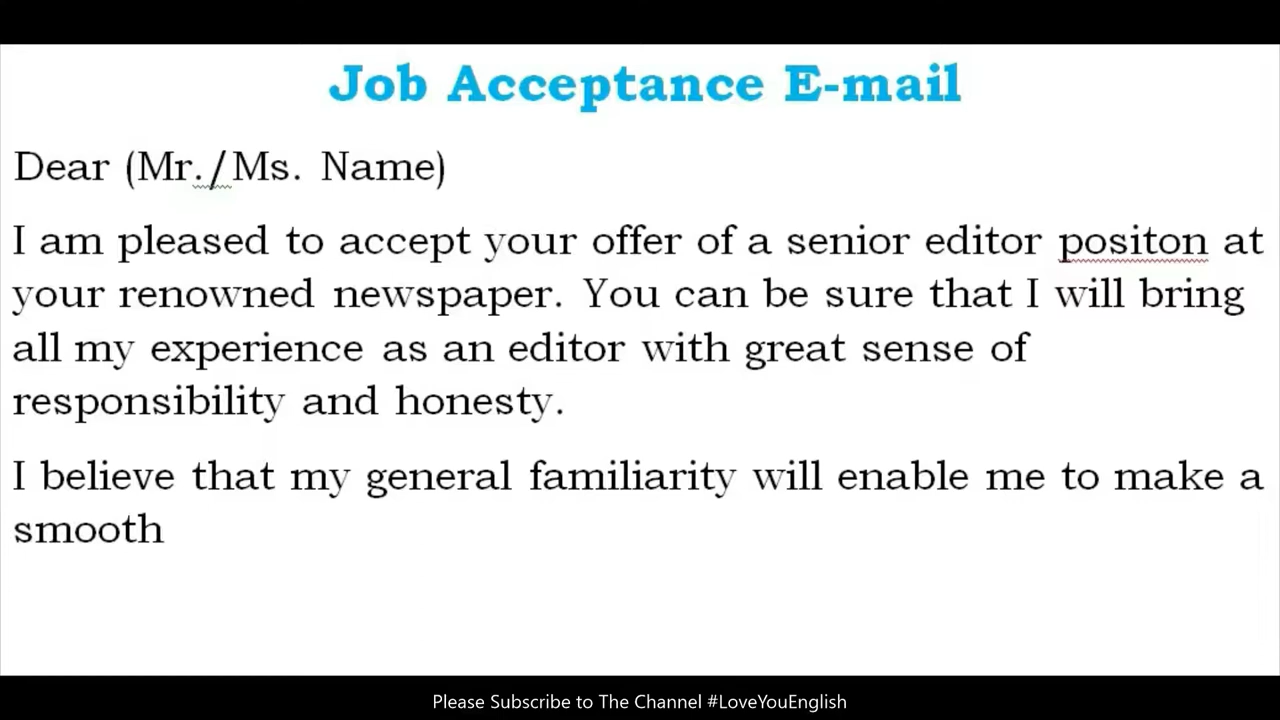 Job Acceptance E-mail
Dear (Mr./Ms. Name)
I am pleased to accept your offer of a senior editor positon at
your renowned newspaper. You can be sure that I will bring
all my experience as an editor with great sense of
responsibility and honesty.
I believe that my general familiarity will enable me to make a
smooth
Please Subscribe to The Channel #LoveYouEnglish